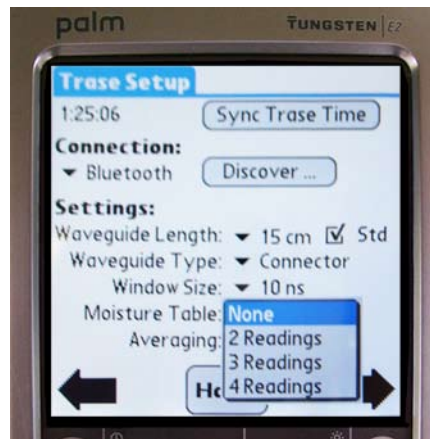 palm TUNGSTEN E2
Trase Setup
1:25:06 Sync Trase Time
Connection:
Bluetooth Discover ...
Settings:
Waveguide Length: 15 cm Std
Waveguide Type: Connector
Window Size: 10 ns
Moisture Table: None
Averaging: 2 Readings
3 Readings
4 Readings